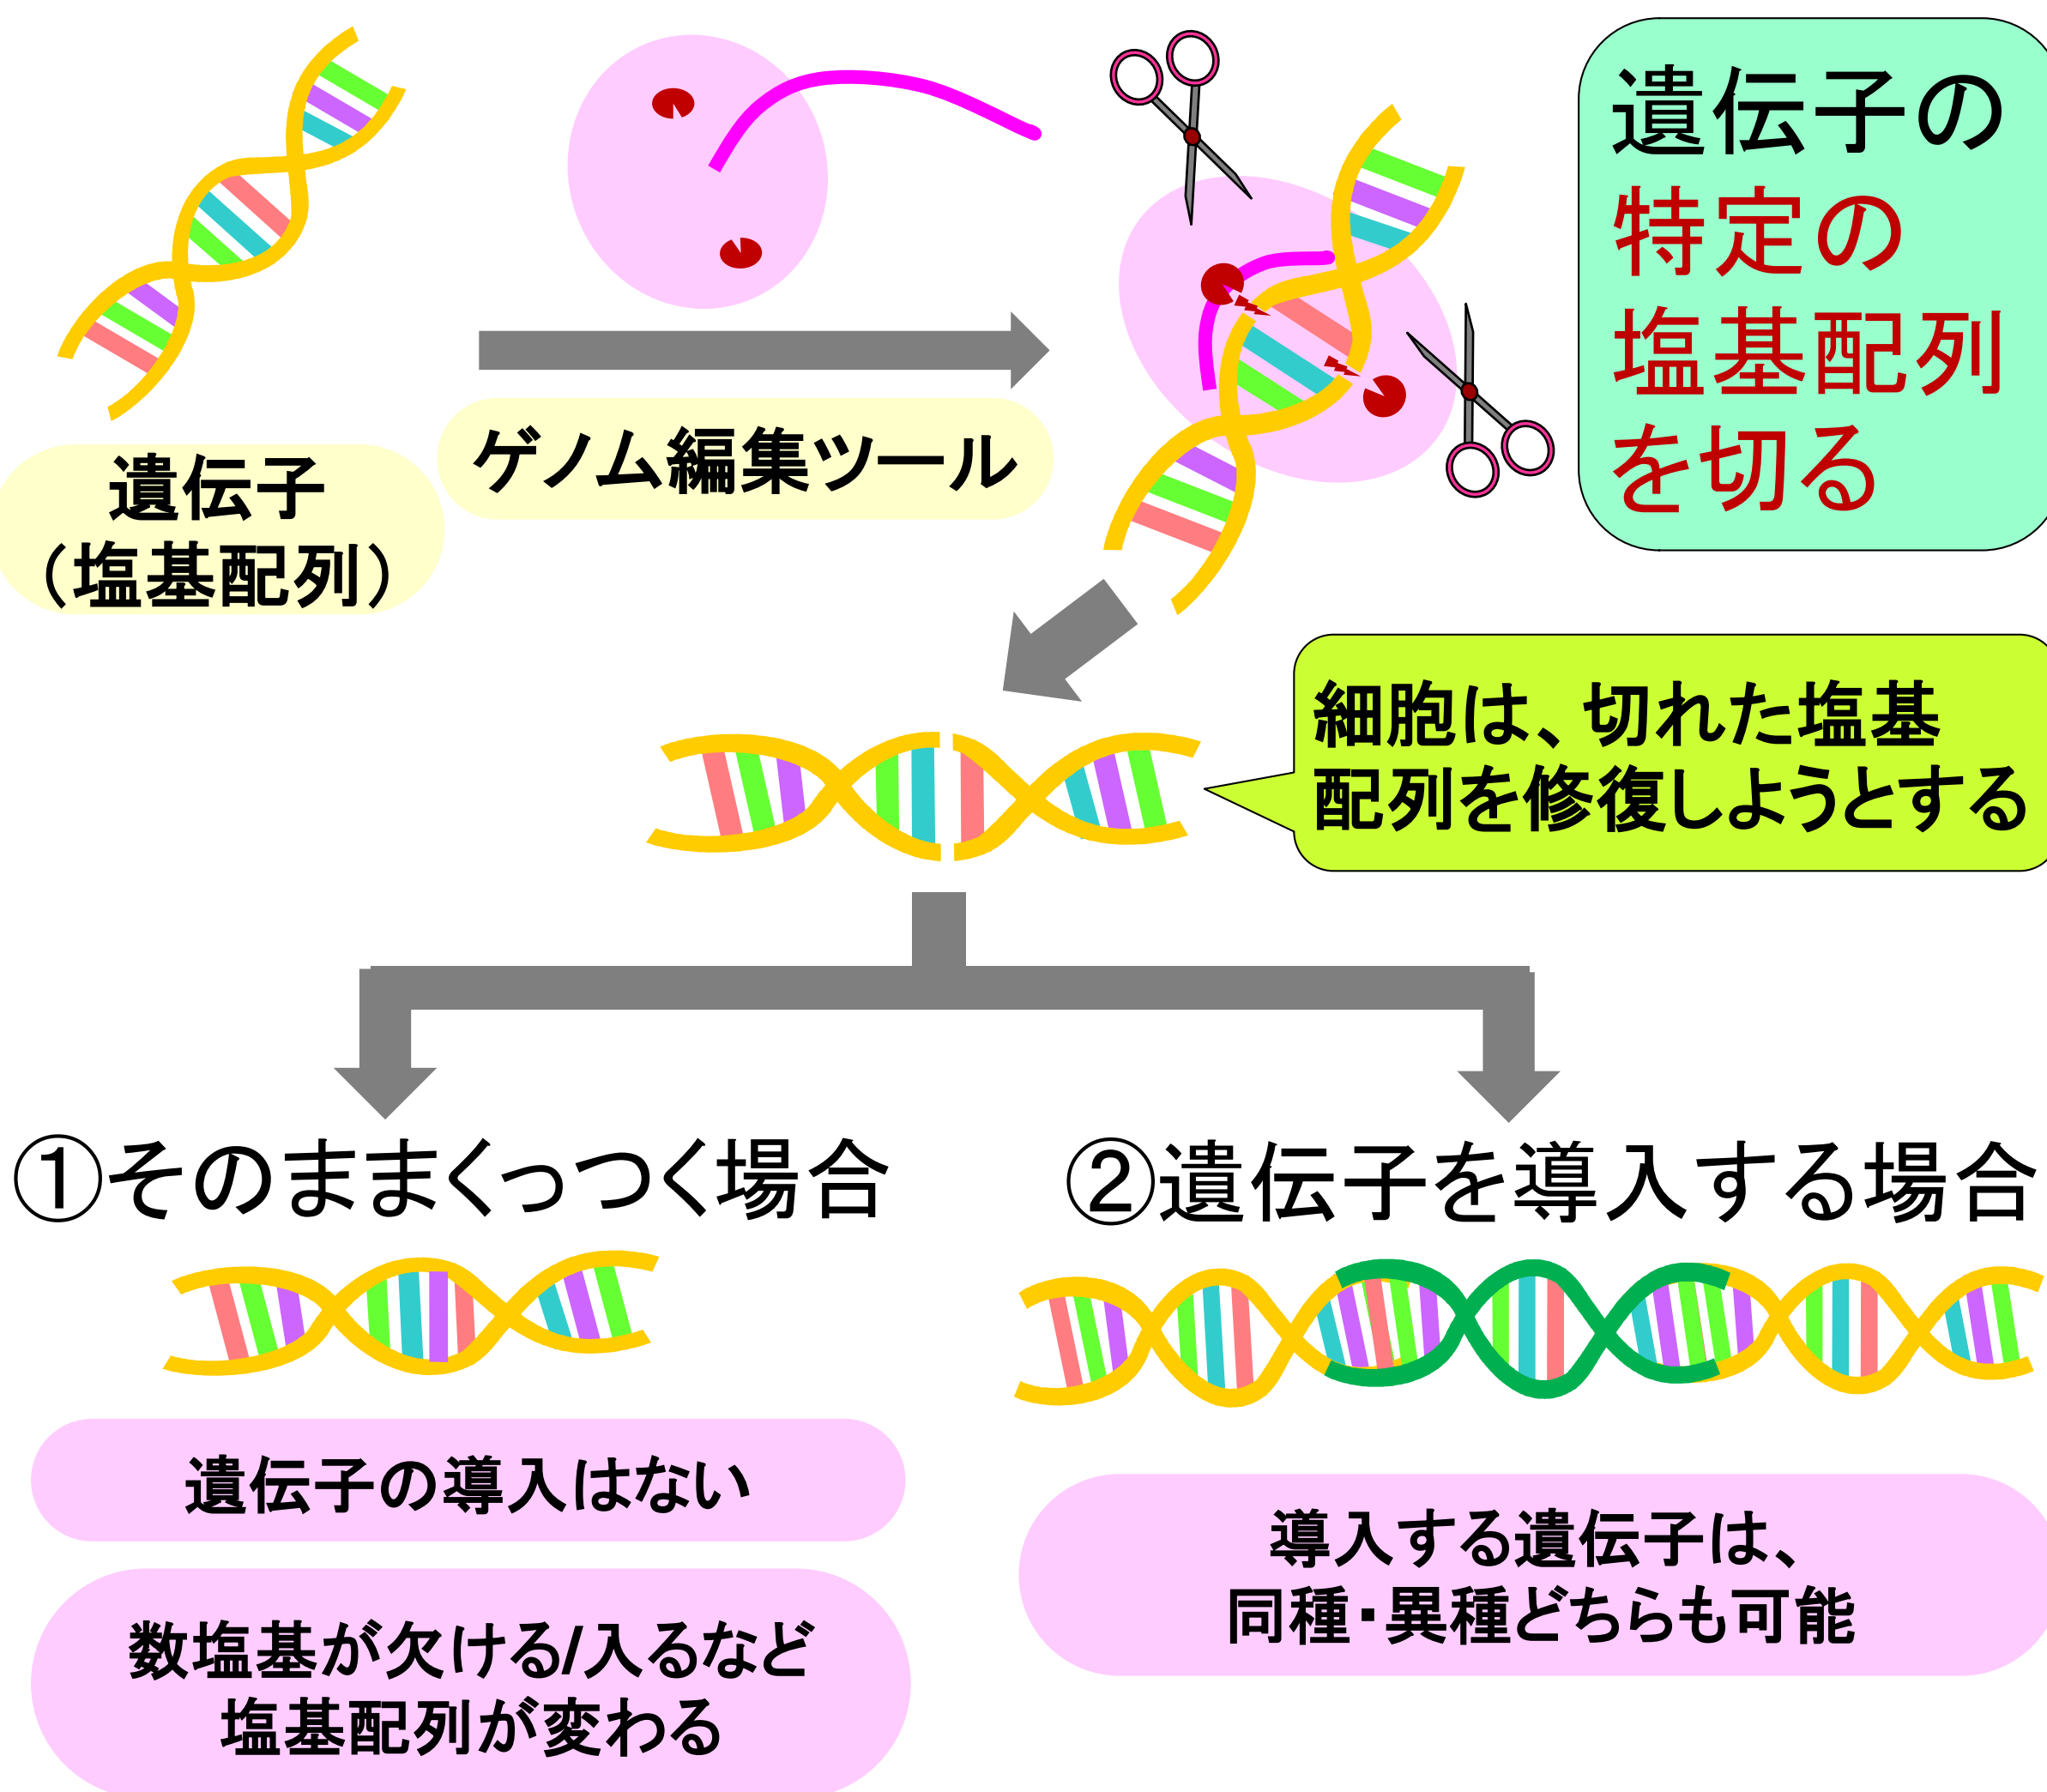 遺伝子の
特定の
塩基配列
を切る
ゲノム編集ツール
遺伝子
（塩基配列）
細胞は、切れた塩基
配列を修復しようとする
①そのままくっつく場合
②遺伝子を導入する場合
遺伝子の導入はない
数塩基が欠ける/入るなど
塩基配列が変わる
導入する遺伝子は、
同種・異種どちらも可能